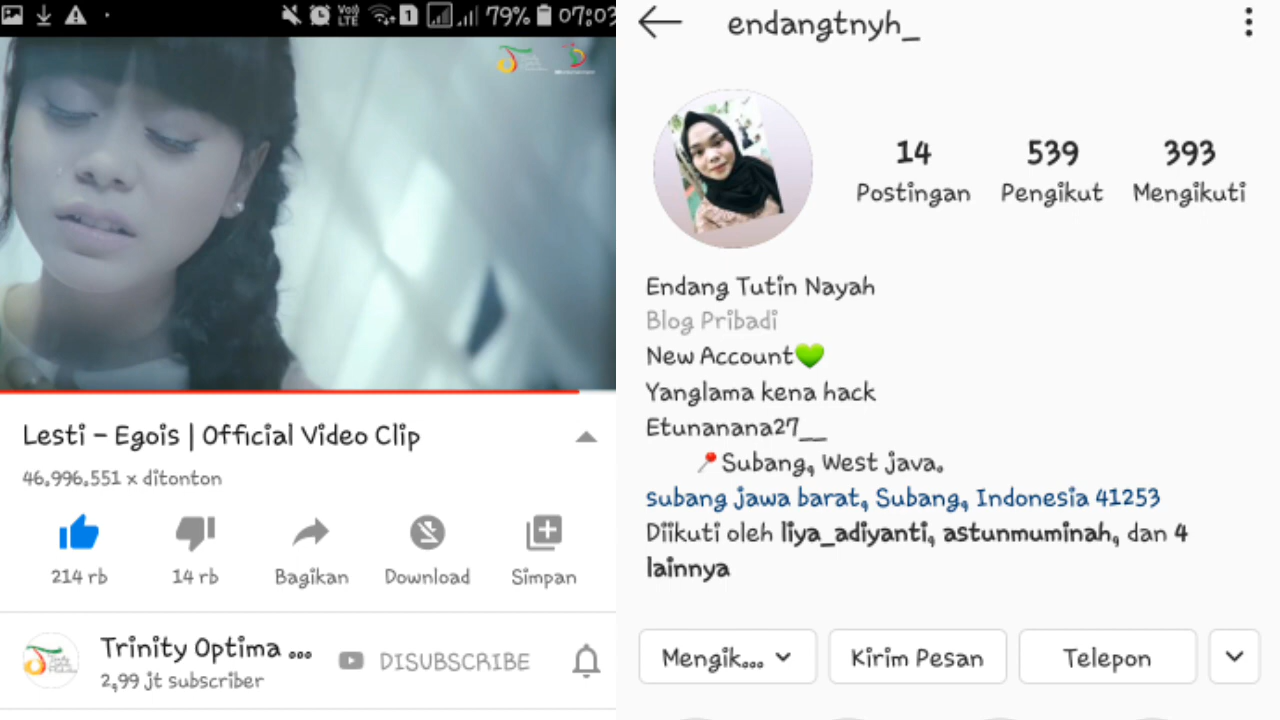 79% 07:03
Lesti - Egois | Official Video Clip
46,996,551 x ditonton
214 rb
14 rb
Bagikan
Download
Simpan
Trinity Optima ...
2,99 jt subscriber
DISUBSCRIBE
endangtnyh_
14
Postingan
539
Pengikut
393
Mengikuti
Endang Tutin Nayah
Blog Pribadi
New Account💚
Yanglama kena hack
Etunanana27__
📍Subang, West java.
subang jawa barat, Subang, Indonesia 41253
Diikuti oleh liya_adiyanti, astunmuminah, dan 4
lainnya
Mengik...
Kirim Pesan
Telepon